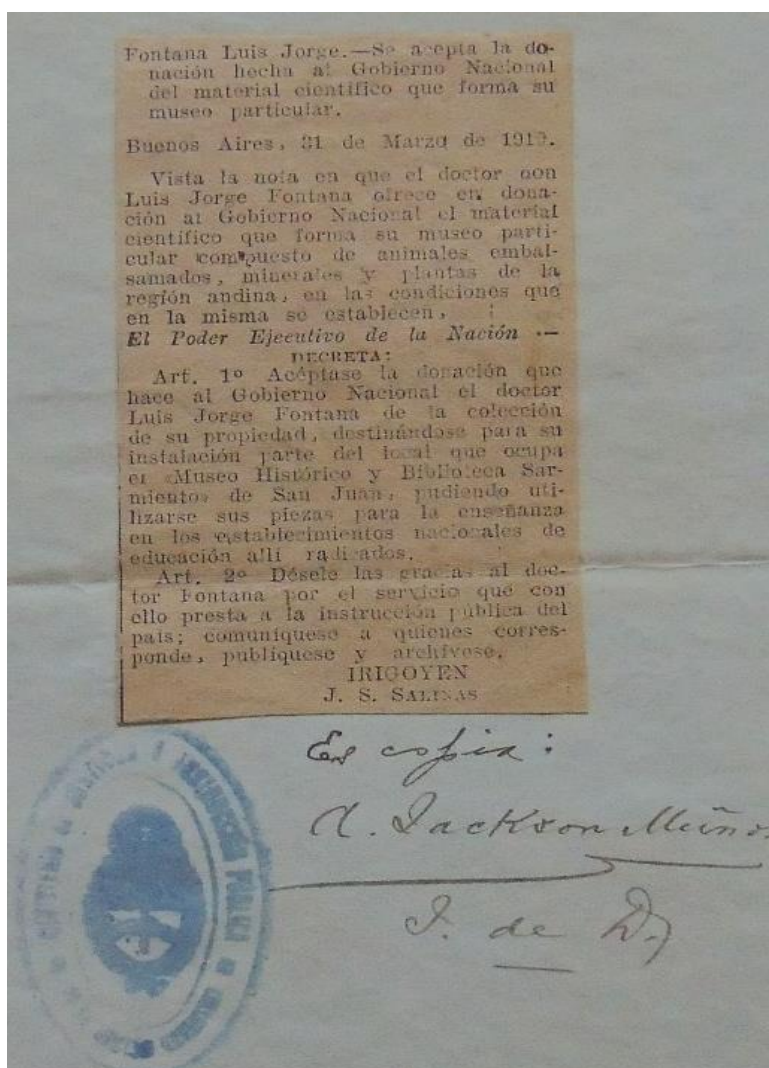 Fontana Luis Jorge.—Se acepta la do-
nación hecha al Gobierno Nacional
del material científico que forma su
museo particular.
Buenos Aires, 31 de Marzo de 1919.
Vista la nota en que el doctor don
Luis Jorge Fontana ofrece en dona-
ción al Gobierno Nacional el material
científico que forma su museo parti-
cular compuesto de animales embal-
samados, minerales y plantas de la
región andina, en las condiciones que
en la misma se establecen,
El Poder Ejecutivo de la Nación —
DECRETA:
Art. 1º Acéptase la donación que
hace al Gobierno Nacional el doctor
Luis Jorge Fontana de la colección
de su propiedad, destinándose para su
instalación parte del local que ocupa
el «Museo Histórico y Biblioteca Sar-
miento» de San Juan, pudiendo uti-
lizarse sus piezas para la enseñanza
en los establecimientos nacionales de
educación allí radicados.
Art. 2º Désele las gracias al doc-
tor Fontana por el servicio que con
ello presta a la instrucción pública del
país; comuníquese a quienes corres-
ponde, publíquese y archívese.
IRIGOYEN
J. S. SALINAS
Es copia:
A. Jackson Muñoz
J. de D.
MINISTERIO DE JUSTICIA E INSTRUCCIÓN PÚBLICA